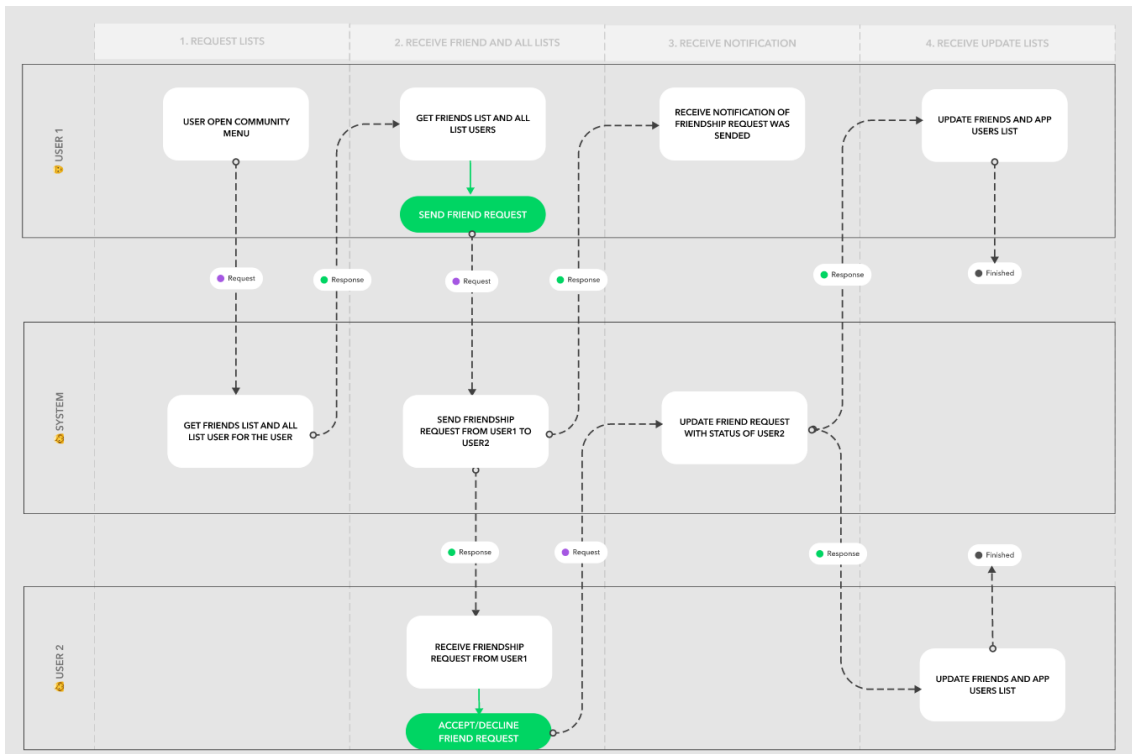 1. REQUEST LISTS
2. RECEIVE FRIEND AND ALL LISTS
3. RECEIVE NOTIFICATION
4. RECEIVE UPDATE LISTS
USER 1
USER OPEN COMMUNITY
MENU
GET FRIENDS LIST AND ALL
LIST USERS
RECEIVE NOTIFICATION OF
FRIENDSHIP REQUEST WAS
SENDED
UPDATE FRIENDS AND APP
USERS LIST
SEND FRIEND REQUEST
Request
Response
Request
Response
Response
Finished
SYSTEM
GET FRIENDS LIST AND ALL
LIST USER FOR THE USER
SEND FRIENDSHIP
REQUEST FROM USER1 TO
USER2
UPDATE FRIEND REQUEST
WITH STATUS OF USER2
Response
Request
Response
Finished
USER 2
RECEIVE FRIENDSHIP
REQUEST FROM USER1
UPDATE FRIENDS AND APP
USERS LIST
ACCEPT/DECLINE
FRIEND REQUEST